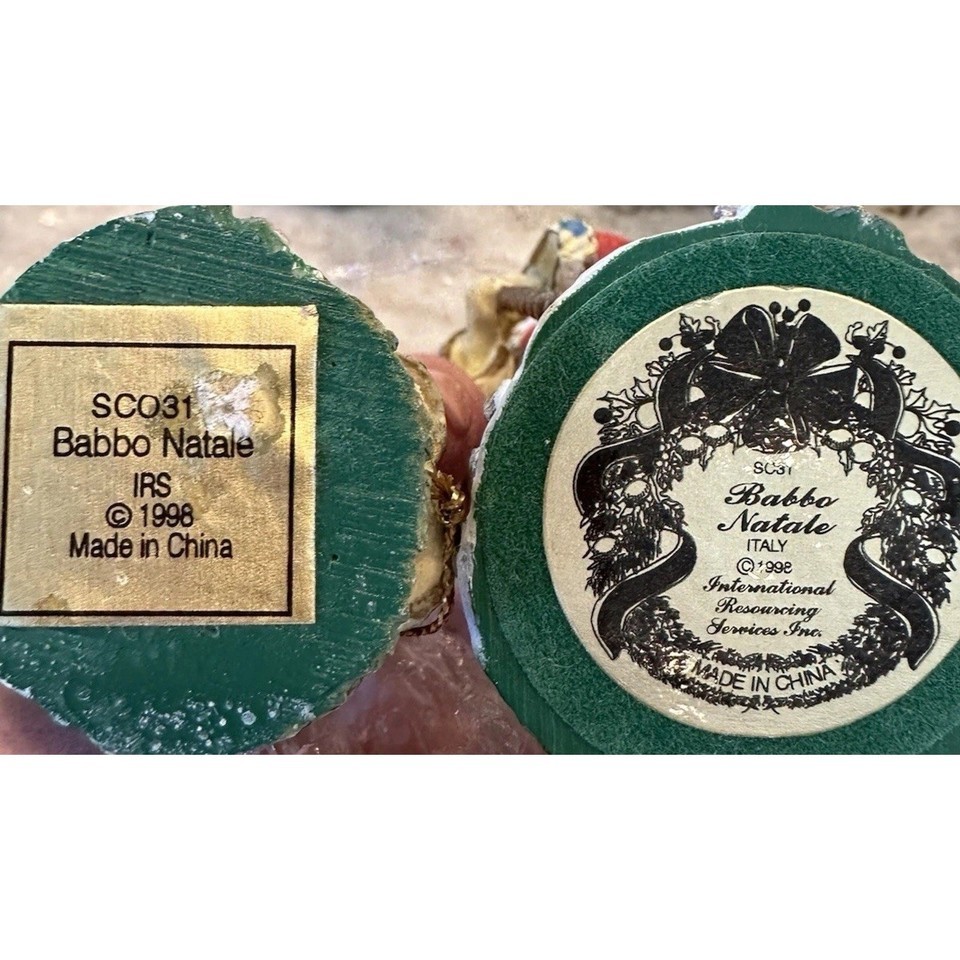 SCO31
Babbo Natale
IRS
© 1998
Made in China
SC31
Babbo
Natale
ITALY
© 1998
International
Resourcing
Services Inc.
MADE IN CHINA